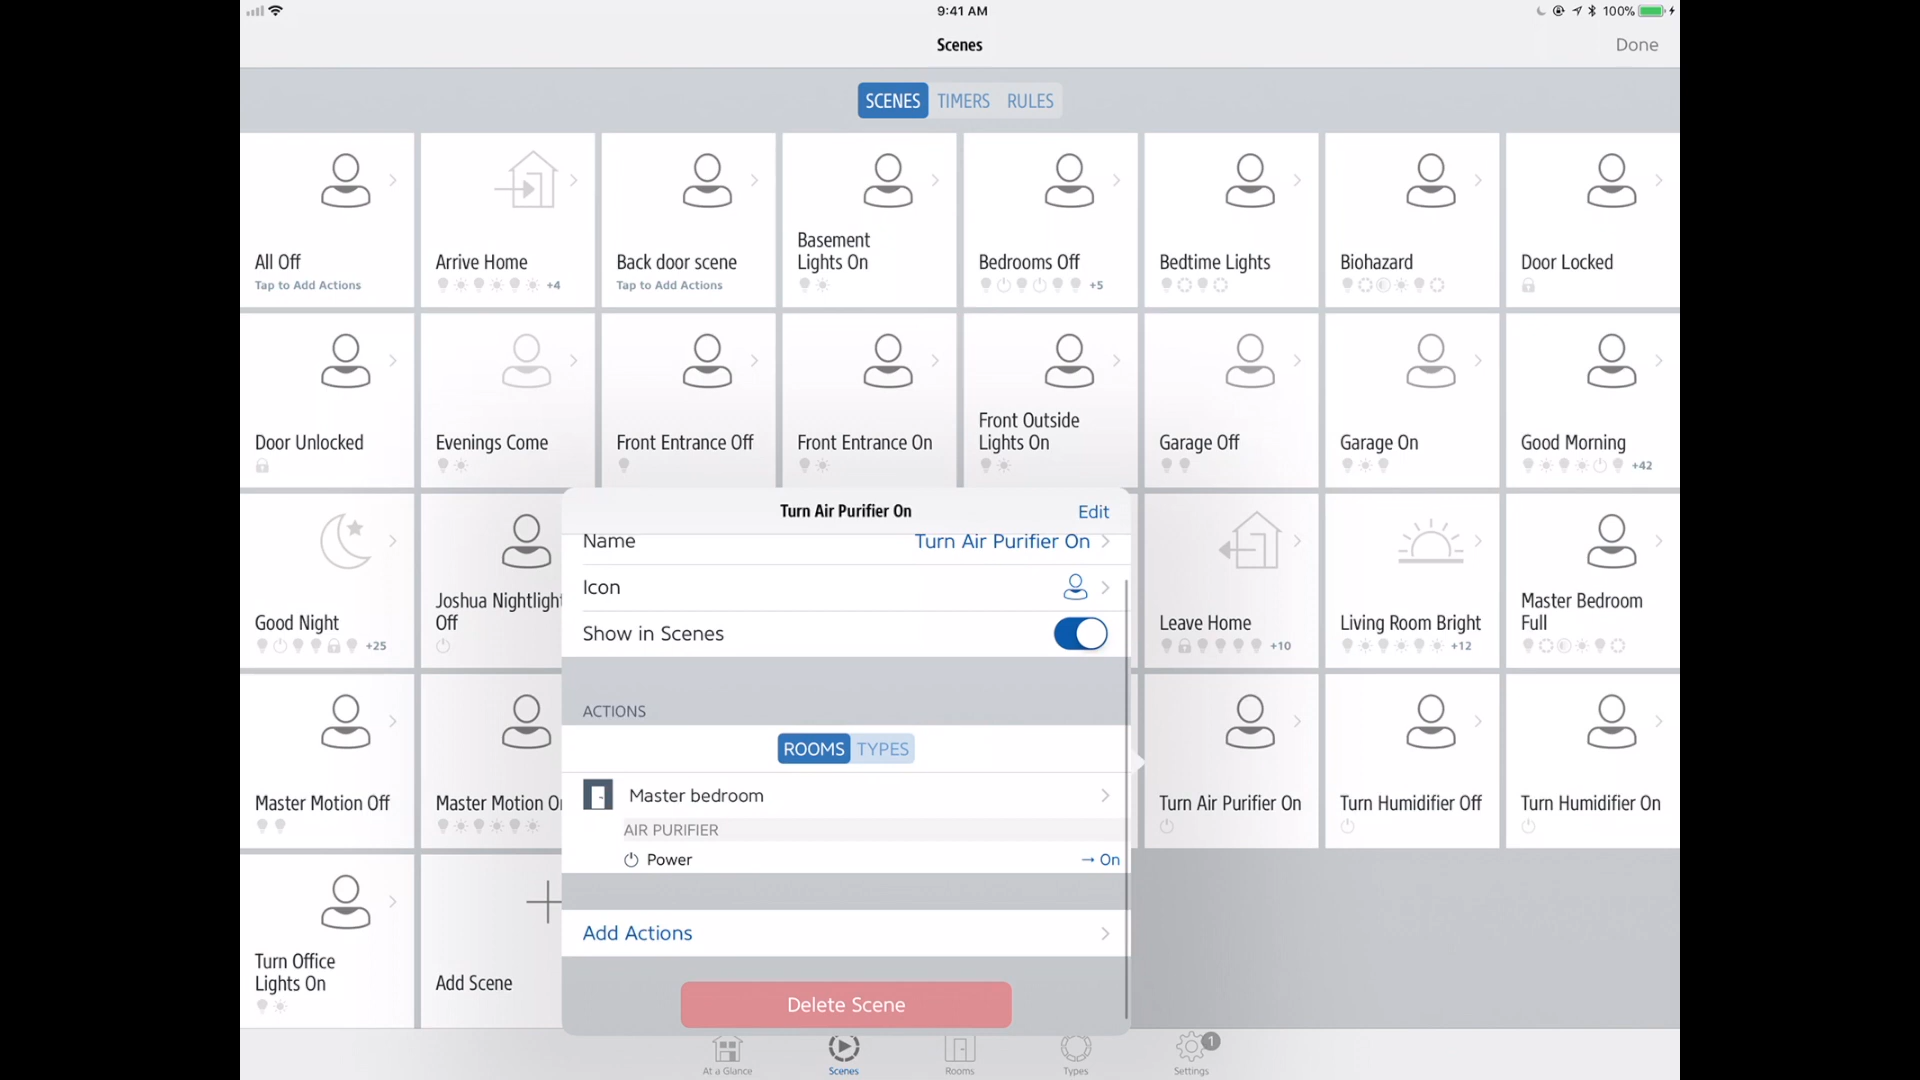 9:41 AM
100%
Scenes
Done
SCENES
TIMERS
RULES
All Off
Tap to Add Actions
Arrive Home
+4
Back door scene
Tap to Add Actions
Basement
Lights On
Bedrooms Off
+5
Bedtime Lights
Biohazard
Door Locked
Door Unlocked
Evenings Come
Front Entrance Off
Front Entrance On
Front Outside
Lights On
Garage Off
Garage On
Good Morning
+42
Good Night
+25
Joshua Nightlight
Off
Leave Home
+10
Living Room Bright
+12
Master Bedroom
Full
Turn Air Purifier On
Edit
Name
Turn Air Purifier On
Icon
Show in Scenes
ACTIONS
ROOMS
TYPES
Master bedroom
AIR PURIFIER
Power
→ On
Add Actions
Delete Scene
Master Motion Off
Master Motion On
Turn Air Purifier On
Turn Humidifier Off
Turn Humidifier On
Turn Office
Lights On
Add Scene
At a Glance
Scenes
Rooms
Types
Settings
1